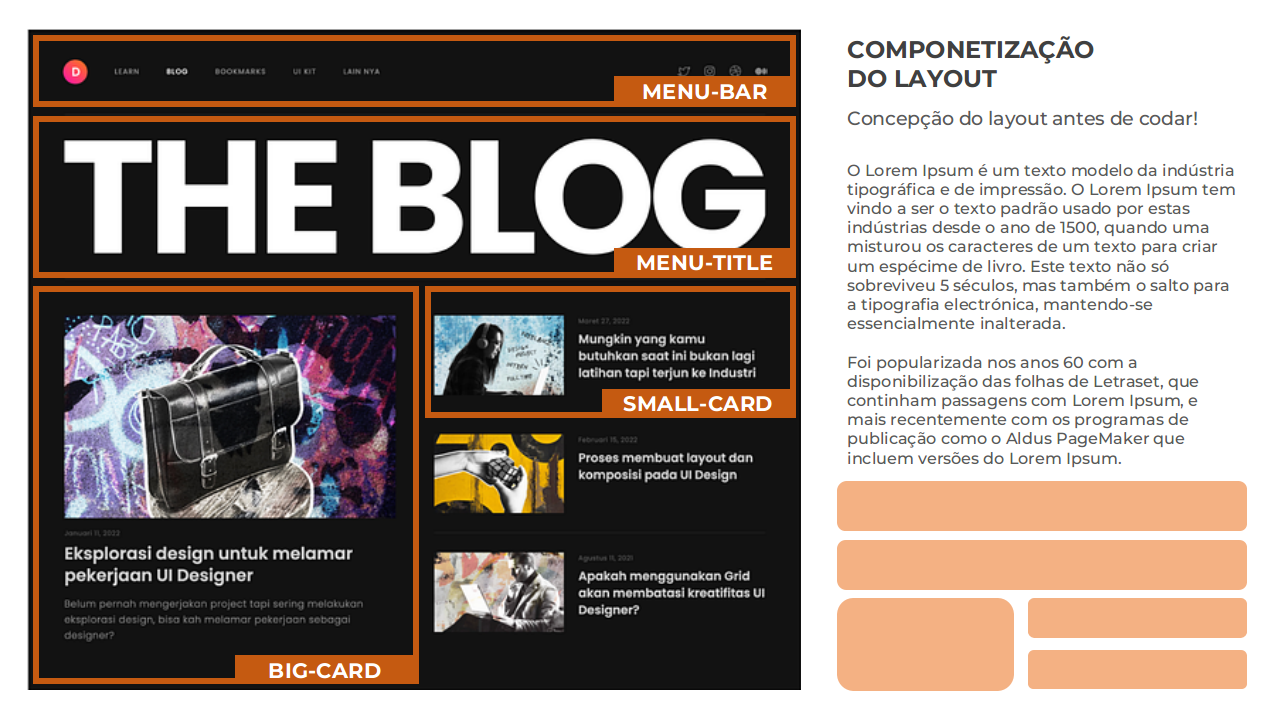 D LEARN BLOG BOOKMARKS UI KIT LAIN NYA
MENU-BAR
THE BLOG
MENU-TITLE
Januari 11, 2022
Eksplorasi design untuk melamar
pekerjaan UI Designer
Belum pernah mengerjakan project tapi sering melakukan
eksplorasi design, bisa kah melamar pekerjaan sebagai
designer?
BIG-CARD
Maret 27, 2022
Mungkin yang kamu
butuhkan saat ini bukan lagi
latihan tapi terjun ke Industri
SMALL-CARD
Februari 15, 2022
Proses membuat layout dan
komposisi pada UI Design
Agustus 11, 2021
Apakah menggunakan Grid
akan membatasi kreatifitas UI
Designer?
COMPONETIZAÇÃO
DO LAYOUT
Concepção do layout antes de codar!
O Lorem Ipsum é um texto modelo da indústria
tipográfica e de impressão. O Lorem Ipsum tem
vindo a ser o texto padrão usado por estas
indústrias desde o ano de 1500, quando uma
misturou os caracteres de um texto para criar
um espécime de livro. Este texto não só
sobreviveu 5 séculos, mas também o salto para
a tipografia electrónica, mantendo-se
essencialmente inalterada.
Foi popularizada nos anos 60 com a
disponibilização das folhas de Letraset, que
continham passagens com Lorem Ipsum, e
mais recentemente com os programas de
publicação como o Aldus PageMaker que
incluem versões do Lorem Ipsum.